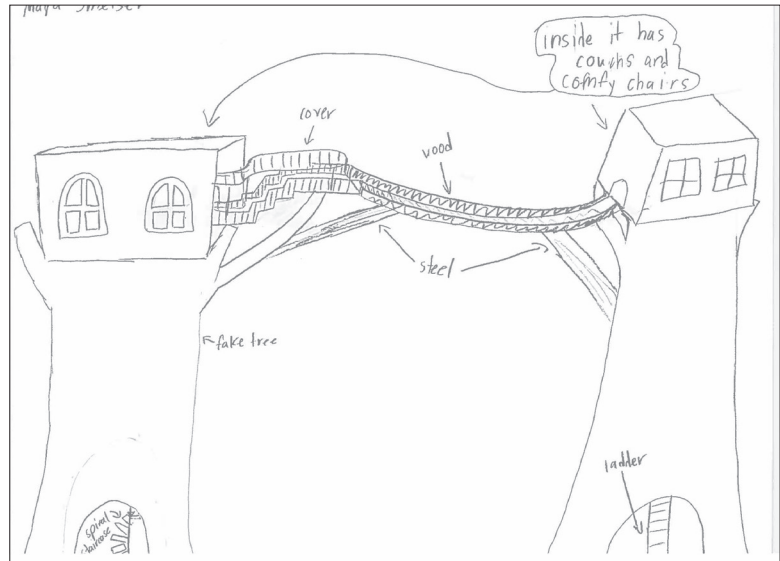 inside it has
couchs and
comfy chairs
cover
wood
steel
fake tree
ladder
spiral
staircase